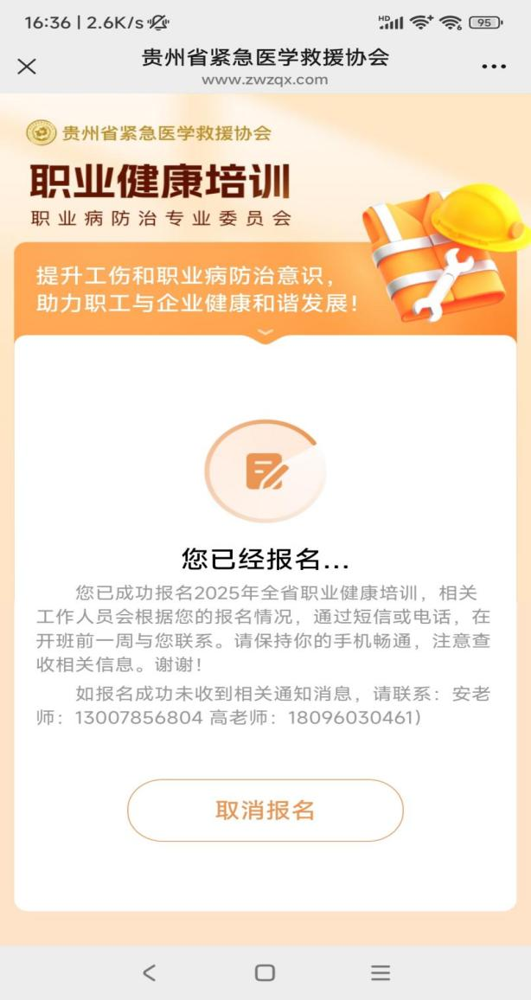 16:36 | 2.6K/s
HD 95
贵州省紧急医学救援协会
www.zwzqx.com
贵州省紧急医学救援协会
职业健康培训
职业病防治专业委员会
提升工伤和职业病防治意识，
助力职工与企业健康和谐发展！
您已经报名...
您已成功报名2025年全省职业健康培训，相关
工作人员会根据您的报名情况，通过短信或电话，在
开班前一周与您联系。请保持你的手机畅通，注意查
收相关信息。谢谢！
如报名成功未收到相关通知消息，请联系：安老
师：13007856804 高老师：18096030461）
取消报名